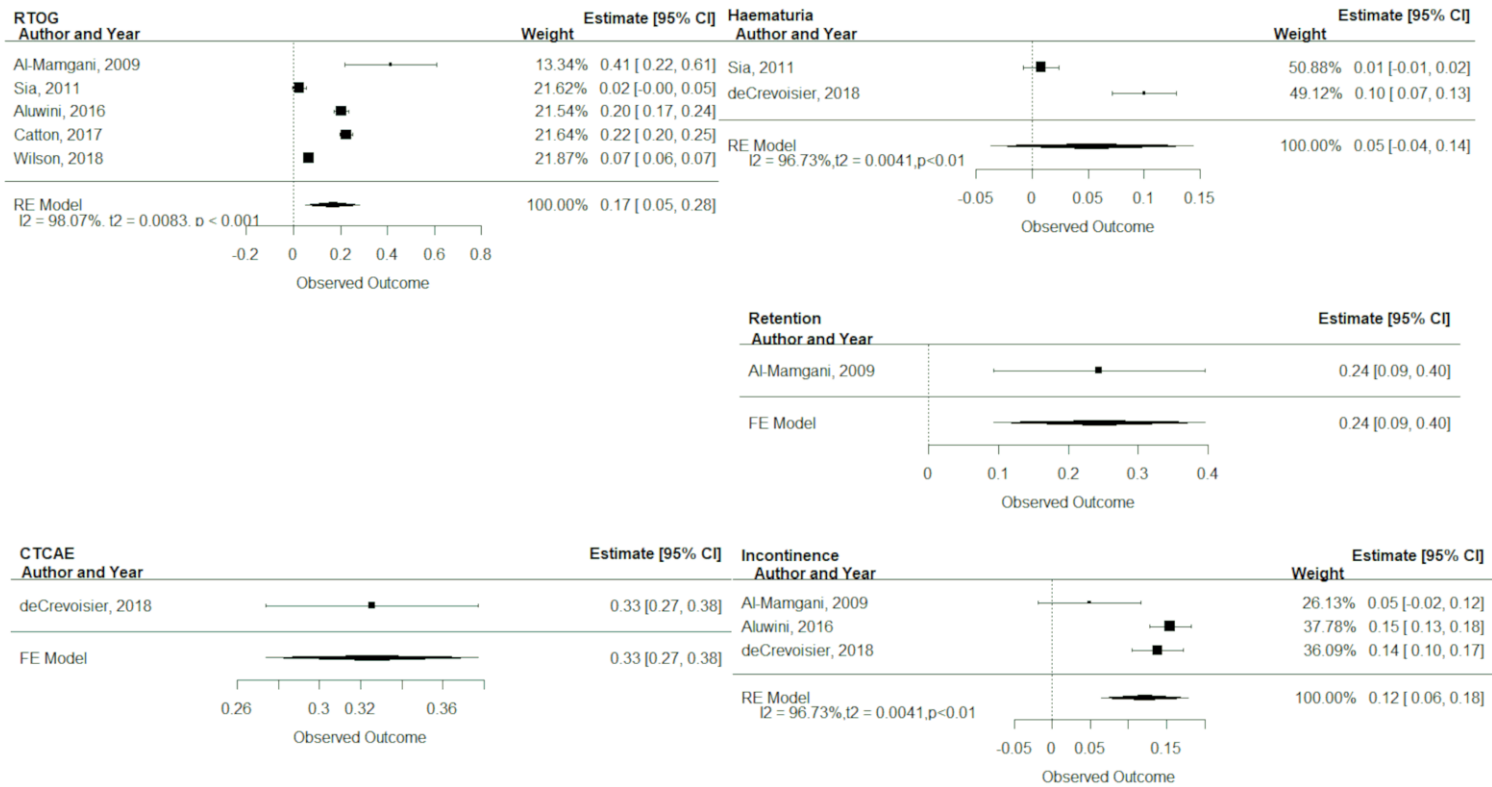 RTOG Estimate [95% CI]
Author and Year Weight
Al-Mamgani, 2009 13.34% 0.41 [ 0.22, 0.61]
Sia, 2011 21.62% 0.02 [-0.00, 0.05]
Aluwini, 2016 21.54% 0.20 [ 0.17, 0.24]
Catton, 2017 21.64% 0.22 [ 0.20, 0.25]
Wilson, 2018 21.87% 0.07 [ 0.06, 0.07]
RE Model 100.00% 0.17 [ 0.05, 0.28]
I2 = 98.07%, t2 = 0.0083, p < 0.001
-0.2 0 0.2 0.4 0.6 0.8
Observed Outcome
Haematuria Estimate [95% CI]
Author and Year Weight
Sia, 2011 50.88% 0.01 [-0.01, 0.02]
deCrevoisier, 2018 49.12% 0.10 [ 0.07, 0.13]
RE Model 100.00% 0.05 [-0.04, 0.14]
I2 = 96.73%,t2 = 0.0041,p<0.01
-0.05 0 0.05 0.1 0.15
Observed Outcome
Retention Estimate [95% CI]
Author and Year
Al-Mamgani, 2009 0.24 [0.09, 0.40]
FE Model 0.24 [0.09, 0.40]
0 0.1 0.2 0.3 0.4
Observed Outcome
CTCAE Estimate [95% CI]
Author and Year
deCrevoisier, 2018 0.33 [0.27, 0.38]
FE Model 0.33 [0.27, 0.38]
0.26 0.3 0.32 0.36
Observed Outcome
Incontinence Estimate [95% CI]
Author and Year Weight
Al-Mamgani, 2009 26.13% 0.05 [-0.02, 0.12]
Aluwini, 2016 37.78% 0.15 [ 0.13, 0.18]
deCrevoisier, 2018 36.09% 0.14 [ 0.10, 0.17]
RE Model 100.00% 0.12 [ 0.06, 0.18]
I2 = 96.73%,t2 = 0.0041,p<0.01
-0.05 0 0.05 0.15
Observed Outcome